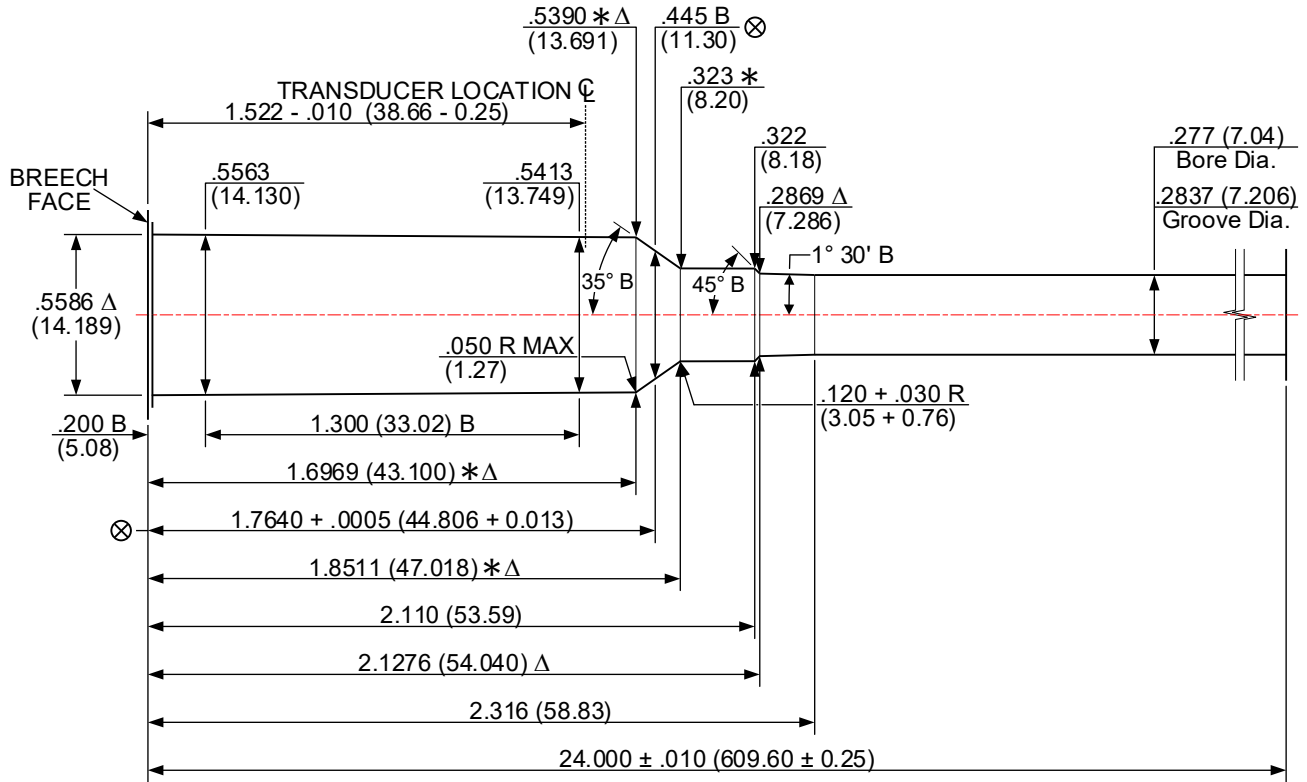 .5390 * Δ
(13.691)
.445 B ⊗
(11.30)
.323 *
(8.20)
TRANSDUCER LOCATION ℄
1.522 - .010 (38.66 - 0.25)
.322
(8.18)
.277 (7.04)
Bore Dia.
BREECH
FACE
.5563
(14.130)
.5413
(13.749)
.2869 Δ
(7.286)
.2837 (7.206)
Groove Dia.
1° 30' B
35° B
45° B
.5586 Δ
(14.189)
.050 R MAX
(1.27)
.120 + .030 R
(3.05 + 0.76)
.200 B
(5.08)
1.300 (33.02) B
1.6969 (43.100) * Δ
⊗ 1.7640 + .0005 (44.806 + 0.013)
1.8511 (47.018) * Δ
2.110 (53.59)
2.1276 (54.040) Δ
2.316 (58.83)
24.000 ± .010 (609.60 ± 0.25)